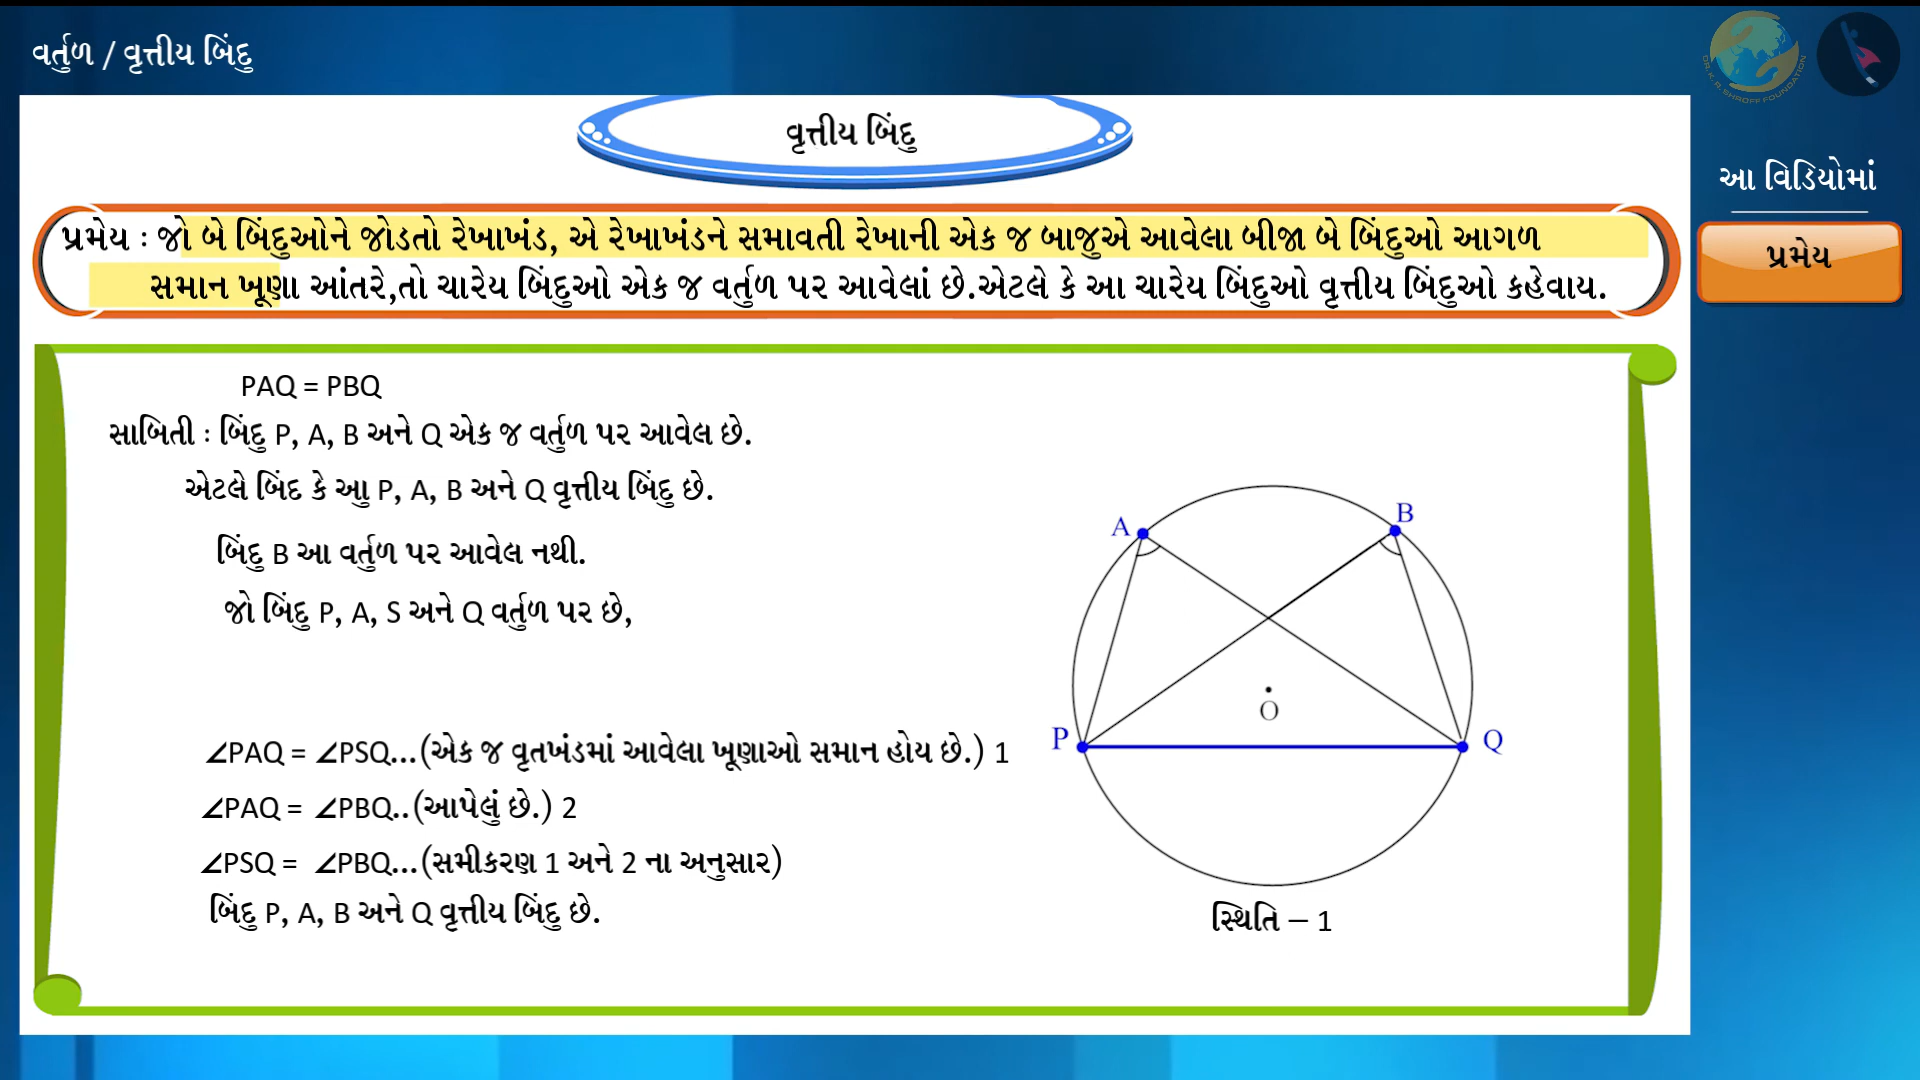 વર્તુળ / વૃત્તીય બિંદુ
DR. K. R. SHROFF FOUNDATION
વૃત્તીય બિંદુ
આ વિડિયોમાં
પ્રમેય
પ્રમેય : જો બે બિંદુઓને જોડતો રેખાખંડ, એ રેખાખંડને સમાવતી રેખાની એક જ બાજુએ આવેલા બીજા બે બિંદુઓ આગળ
સમાન ખૂણા આંતરે,તો ચારેય બિંદુઓ એક જ વર્તુળ પર આવેલાં છે.એટલે કે આ ચારેય બિંદુઓ વૃત્તીય બિંદુઓ કહેવાય.
PAQ = PBQ
સાબિતી : બિંદુ P, A, B અને Q એક જ વર્તુળ પર આવેલ છે.
એટલે બિંદ કે આુ P, A, B અને Q વૃત્તીય બિંદુ છે.
બિંદુ B આ વર્તુળ પર આવેલ નથી.
જો બિંદુ P, A, S અને Q વર્તુળ પર છે,
∠PAQ = ∠PSQ...(એક જ વૃતખંડમાં આવેલા ખૂણાઓ સમાન હોય છે.) 1
∠PAQ = ∠PBQ..(આપેલું છે.) 2
∠PSQ = ∠PBQ...(સમીકરણ 1 અને 2 ના અનુસાર)
બિંદુ P, A, B અને Q વૃત્તીય બિંદુ છે.
A
B
O
P
Q
સ્થિતિ – 1